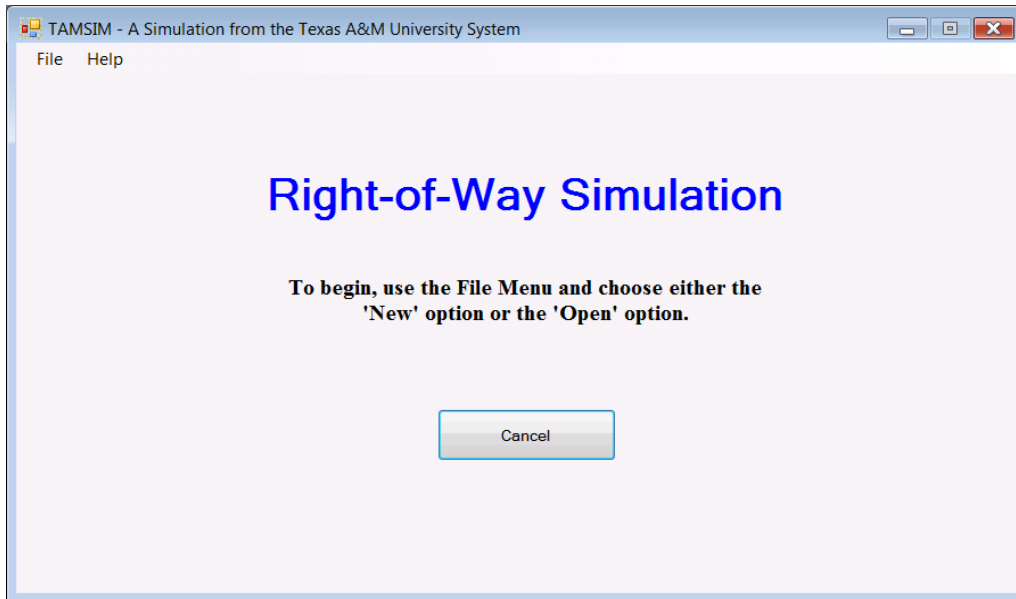 TAMSIM - A Simulation from the Texas A&M University System
File Help
Right-of-Way Simulation
To begin, use the File Menu and choose either the
'New' option or the 'Open' option.
Cancel